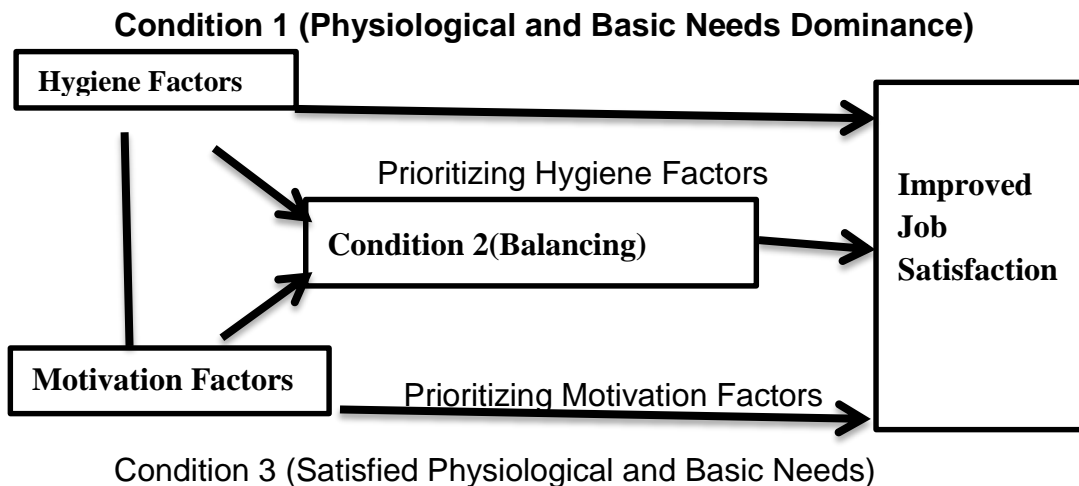 Condition 1 (Physiological and Basic Needs Dominance)
Hygiene Factors
Prioritizing Hygiene Factors
Condition 2(Balancing)
Improved
Job
Satisfaction
Motivation Factors
Prioritizing Motivation Factors
Condition 3 (Satisfied Physiological and Basic Needs)